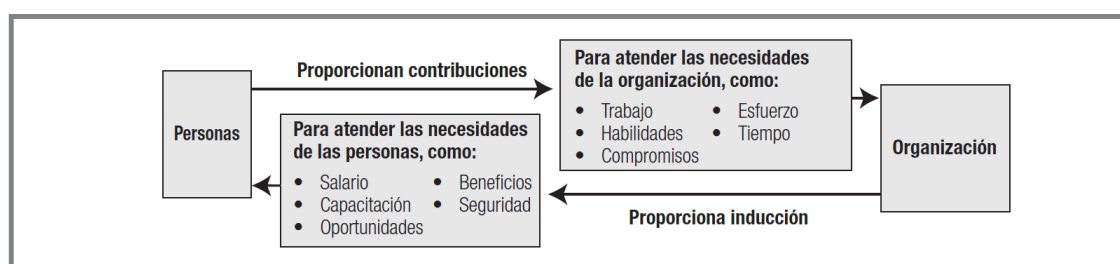 Personas
Proporcionan contribuciones
Para atender las necesidades
de la organización, como:
• Trabajo
• Habilidades
• Compromisos
• Esfuerzo
• Tiempo
Organización
Proporciona inducción
Para atender las necesidades
de las personas, como:
• Salario
• Capacitación
• Oportunidades
• Beneficios
• Seguridad